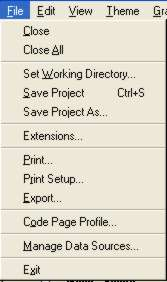 File Edit View Theme Gra
Close
Close All
Set Working Directory...
Save Project Ctrl+S
Save Project As...
Extensions...
Print...
Print Setup...
Export...
Code Page Profile...
Manage Data Sources...
Exit